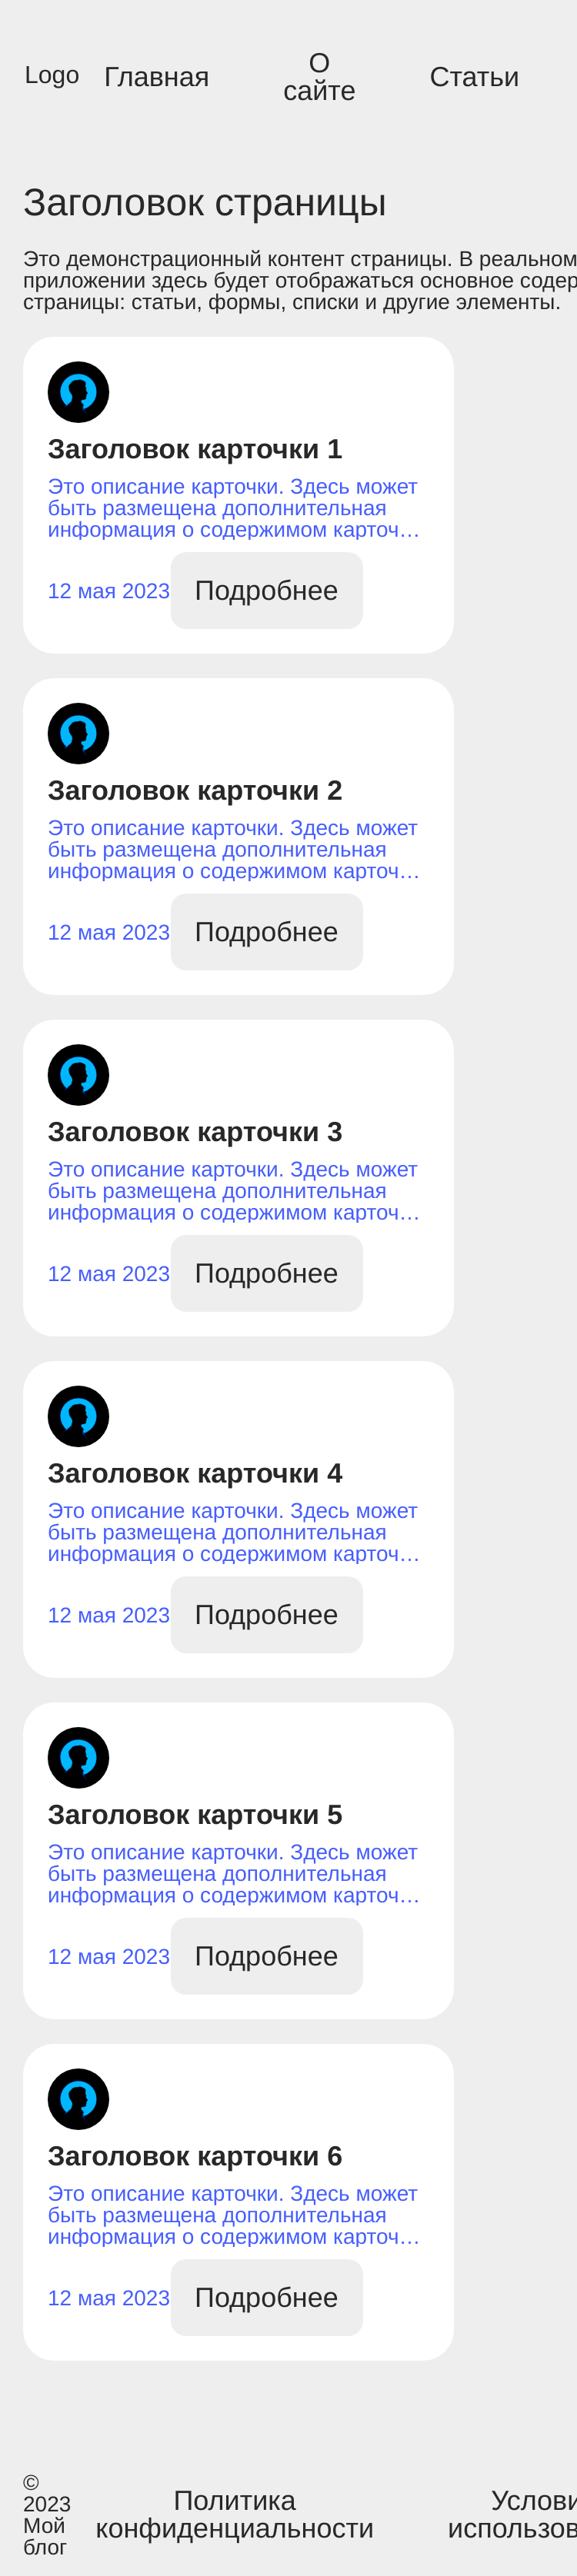 Logo
Главная
О
сайте
Статьи
Заголовок страницы
Это демонстрационный контент страницы. В реальном
приложении здесь будет отображаться основное содер
страницы: статьи, формы, списки и другие элементы.
Заголовок карточки 1
Это описание карточки. Здесь может
быть размещена дополнительная
информация о содержимом карточ…
12 мая 2023
Подробнее
Заголовок карточки 2
Это описание карточки. Здесь может
быть размещена дополнительная
информация о содержимом карточ…
12 мая 2023
Подробнее
Заголовок карточки 3
Это описание карточки. Здесь может
быть размещена дополнительная
информация о содержимом карточ…
12 мая 2023
Подробнее
Заголовок карточки 4
Это описание карточки. Здесь может
быть размещена дополнительная
информация о содержимом карточ…
12 мая 2023
Подробнее
Заголовок карточки 5
Это описание карточки. Здесь может
быть размещена дополнительная
информация о содержимом карточ…
12 мая 2023
Подробнее
Заголовок карточки 6
Это описание карточки. Здесь может
быть размещена дополнительная
информация о содержимом карточ…
12 мая 2023
Подробнее
©
2023
Мой
блог
Политика
конфиденциальности
Услови
использов